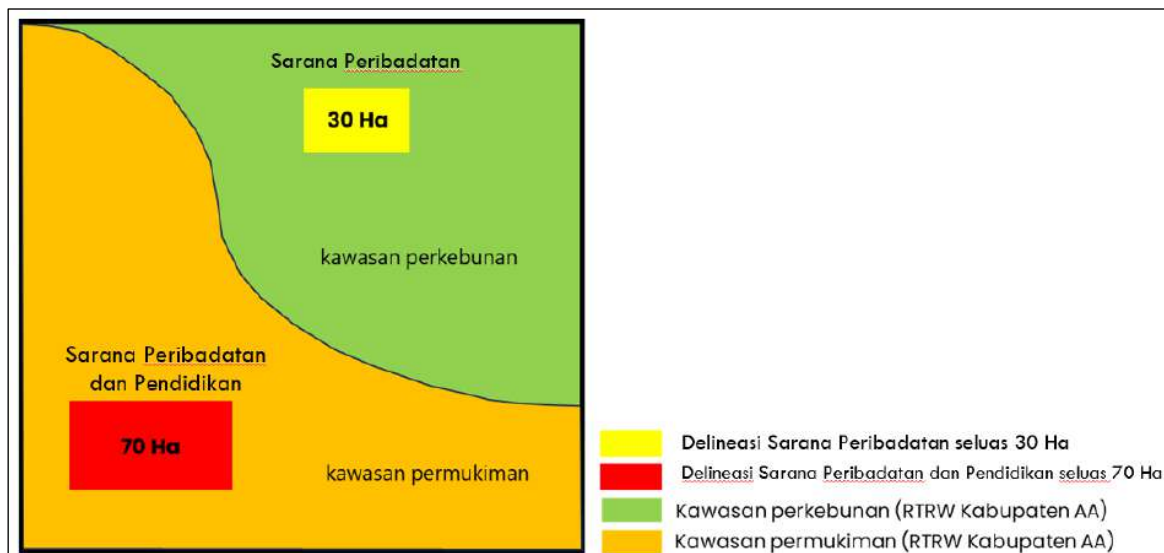 Sarana Peribadatan
30 Ha
kawasan perkebunan
Sarana Peribadatan
dan Pendidikan
70 Ha
kawasan permukiman
Delineasi Sarana Peribadatan seluas 30 Ha
Delineasi Sarana Peribadatan dan Pendidikan seluas 70 Ha
Kawasan perkebunan (RTRW Kabupaten AA)
Kawasan permukiman (RTRW Kabupaten AA)